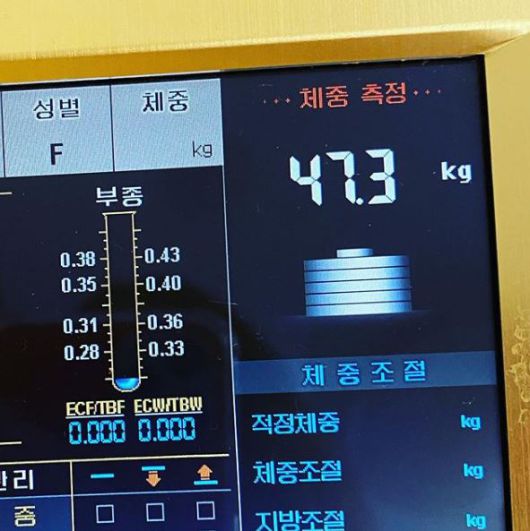 성별 체중
F kg
부종
0.38 0.43
0.35 0.40
0.31 0.36
0.28 0.33
ECF/TBF ECW/TBW
0.000 0.000
관리
중
··· 체중 측정 ···
47.3 kg
체중조절
적정체중 kg
체중조절 kg
지방조절 kg